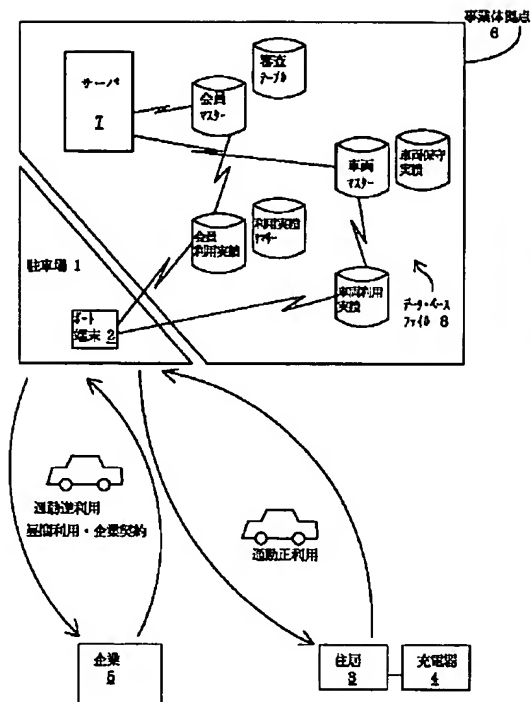 事業体拠点
6
サーバ
7
審査
テーブル
会員
マスター
車両
マスター
車両保守
実績
会員
利用実績
利用実績
サマリー
車両利用
実績
データ・ベース
ファイル 8
駐車場 1
ポート
端末 2
通勤逆利用
昼間利用・企業契約
通勤正利用
企業
5
住居
3
充電器
4